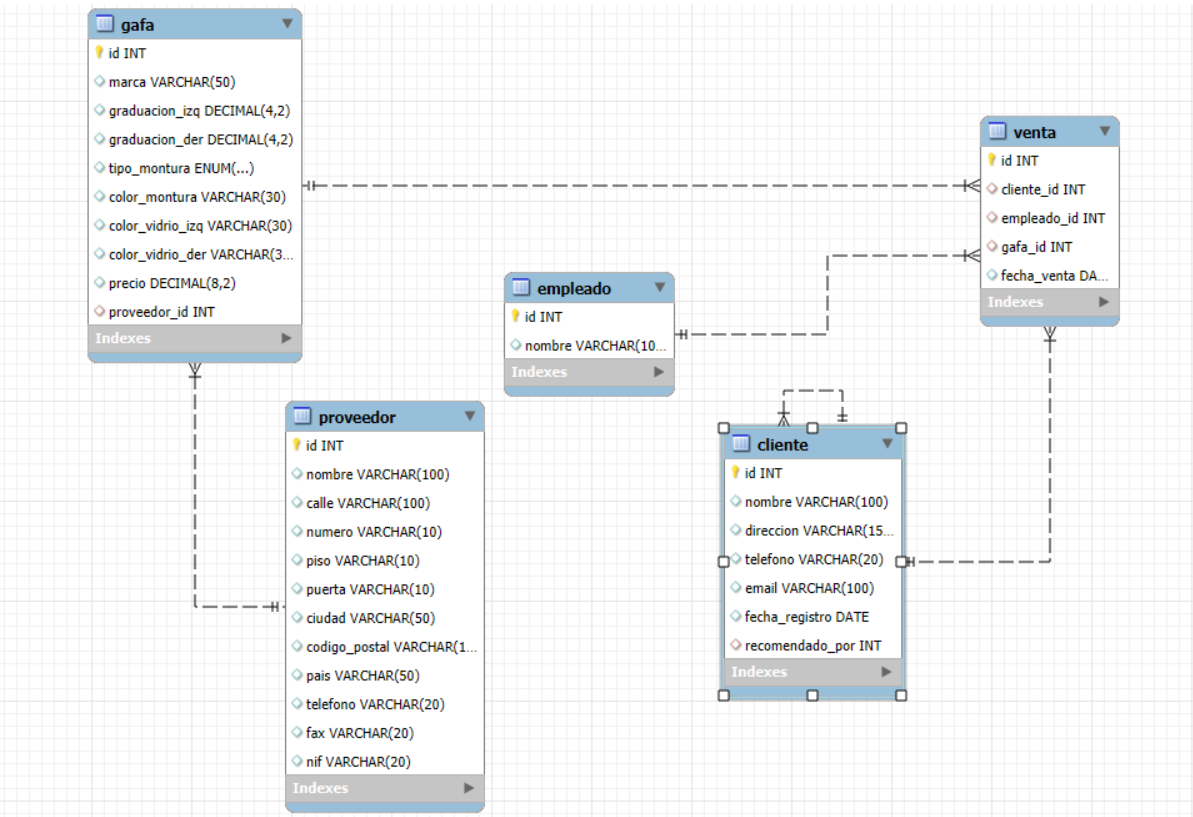 gafa
id INT
marca VARCHAR(50)
graduacion_izq DECIMAL(4,2)
graduacion_der DECIMAL(4,2)
tipo_montura ENUM(...)
color_montura VARCHAR(30)
color_vidrio_izq VARCHAR(30)
color_vidrio_der VARCHAR(3...
precio DECIMAL(8,2)
proveedor_id INT
Indexes
venta
id INT
cliente_id INT
empleado_id INT
gafa_id INT
fecha_venta DA...
Indexes
empleado
id INT
nombre VARCHAR(10...
Indexes
proveedor
id INT
nombre VARCHAR(100)
calle VARCHAR(100)
numero VARCHAR(10)
piso VARCHAR(10)
puerta VARCHAR(10)
ciudad VARCHAR(50)
codigo_postal VARCHAR(1...
pais VARCHAR(50)
telefono VARCHAR(20)
fax VARCHAR(20)
nif VARCHAR(20)
Indexes
cliente
id INT
nombre VARCHAR(100)
direccion VARCHAR(15...
telefono VARCHAR(20)
email VARCHAR(100)
fecha_registro DATE
recomendado_por INT
Indexes